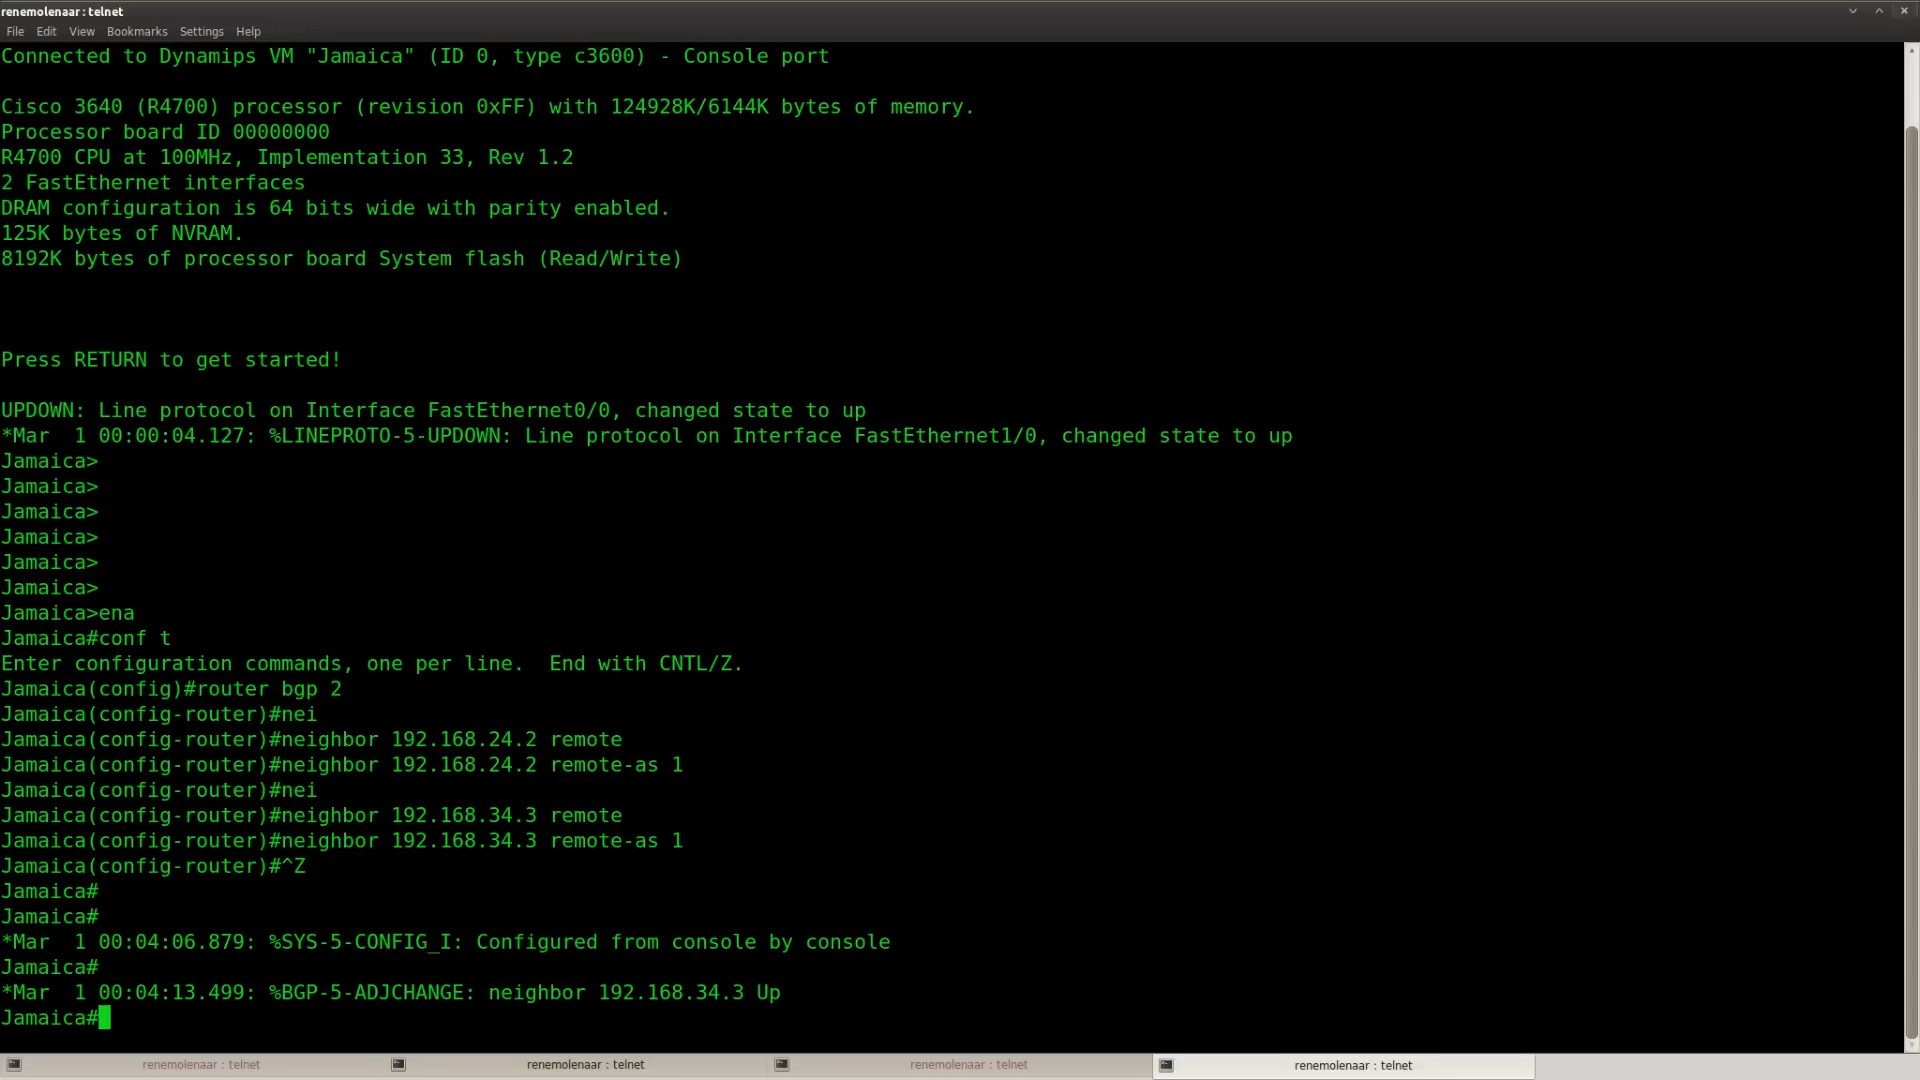 renemolenaar : telnet
File Edit View Bookmarks Settings Help
Connected to Dynamips VM "Jamaica" (ID 0, type c3600) - Console port
Cisco 3640 (R4700) processor (revision 0xFF) with 124928K/6144K bytes of memory.
Processor board ID 00000000
R4700 CPU at 100MHz, Implementation 33, Rev 1.2
2 FastEthernet interfaces
DRAM configuration is 64 bits wide with parity enabled.
125K bytes of NVRAM.
8192K bytes of processor board System flash (Read/Write)
Press RETURN to get started!
UPDOWN: Line protocol on Interface FastEthernet0/0, changed state to up
*Mar  1 00:00:04.127: %LINEPROTO-5-UPDOWN: Line protocol on Interface FastEthernet1/0, changed state to up
Jamaica>
Jamaica>
Jamaica>
Jamaica>
Jamaica>
Jamaica>
Jamaica>ena
Jamaica#conf t
Enter configuration commands, one per line.  End with CNTL/Z.
Jamaica(config)#router bgp 2
Jamaica(config-router)#nei
Jamaica(config-router)#neighbor 192.168.24.2 remote
Jamaica(config-router)#neighbor 192.168.24.2 remote-as 1
Jamaica(config-router)#nei
Jamaica(config-router)#neighbor 192.168.34.3 remote
Jamaica(config-router)#neighbor 192.168.34.3 remote-as 1
Jamaica(config-router)#^Z
Jamaica#
Jamaica#
*Mar  1 00:04:06.879: %SYS-5-CONFIG_I: Configured from console by console
Jamaica#
*Mar  1 00:04:13.499: %BGP-5-ADJCHANGE: neighbor 192.168.34.3 Up
Jamaica#
renemolenaar : telnet renemolenaar : telnet renemolenaar : telnet renemolenaar : telnet